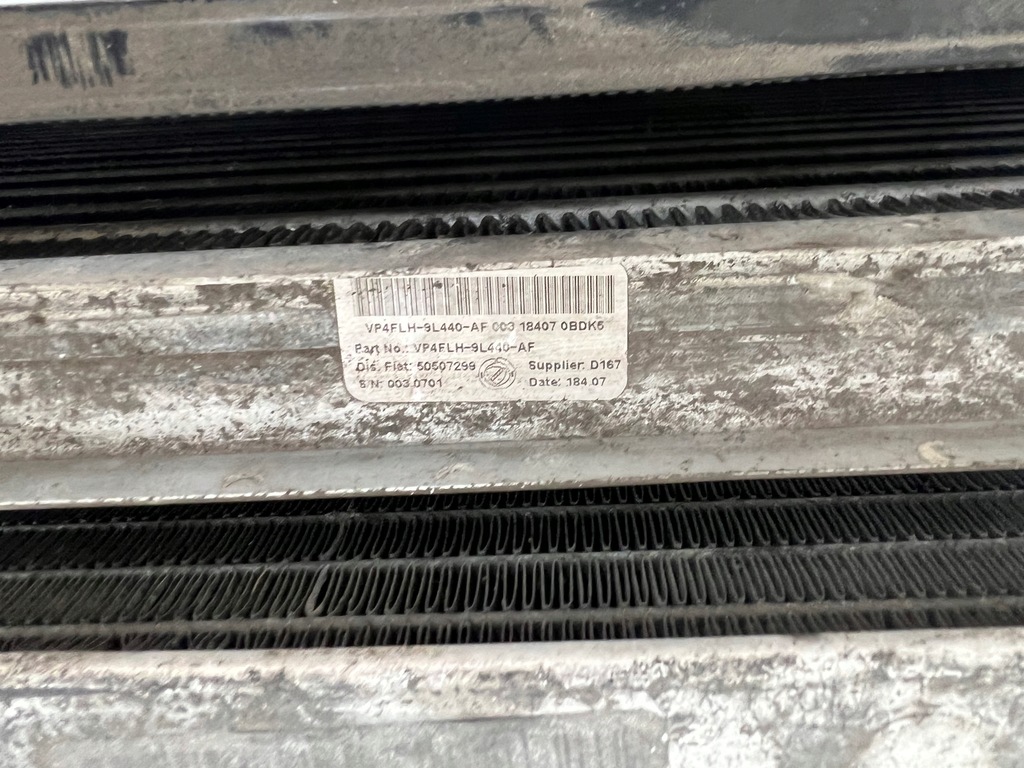 VP4FLH-9L440-AF 003 18407 0BDK5
Part No.: VP4FLH-9L440-AF
Dis. Fiat: 50507299
Supplier: D167
S/N: 003.0701
Date: 184.07